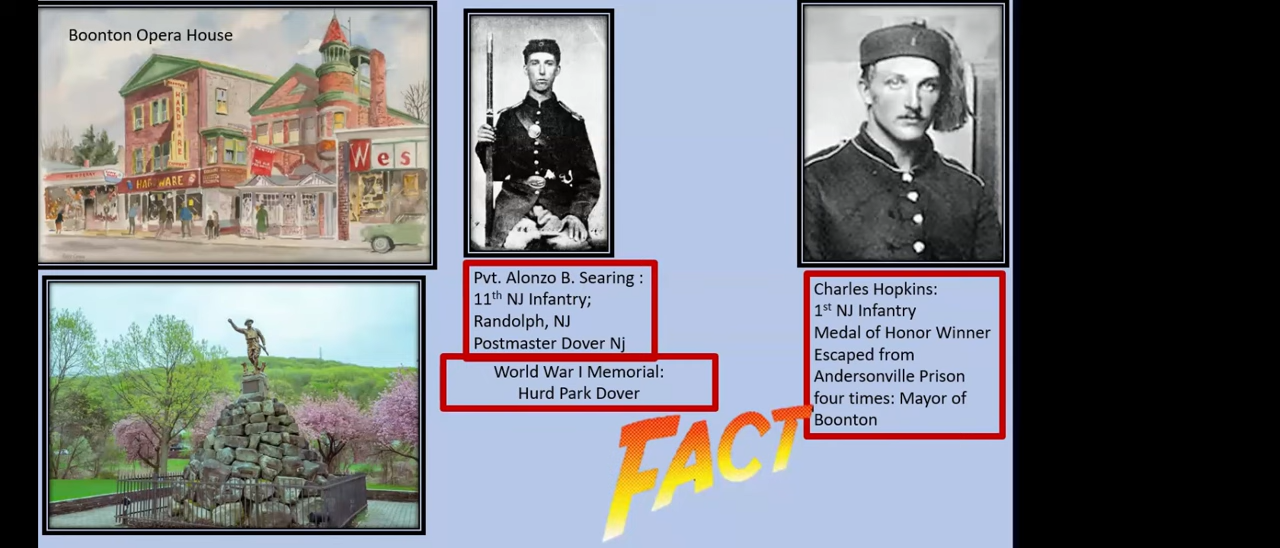 Boonton Opera House
HARDWARE
HARDWARE
Wes
Pvt. Alonzo B. Searing :
11th NJ Infantry;
Randolph, NJ
Postmaster Dover Nj
World War I Memorial:
Hurd Park Dover
Charles Hopkins:
1st NJ Infantry
Medal of Honor Winner
Escaped from
Andersonville Prison
four times: Mayor of
Boonton
FACT